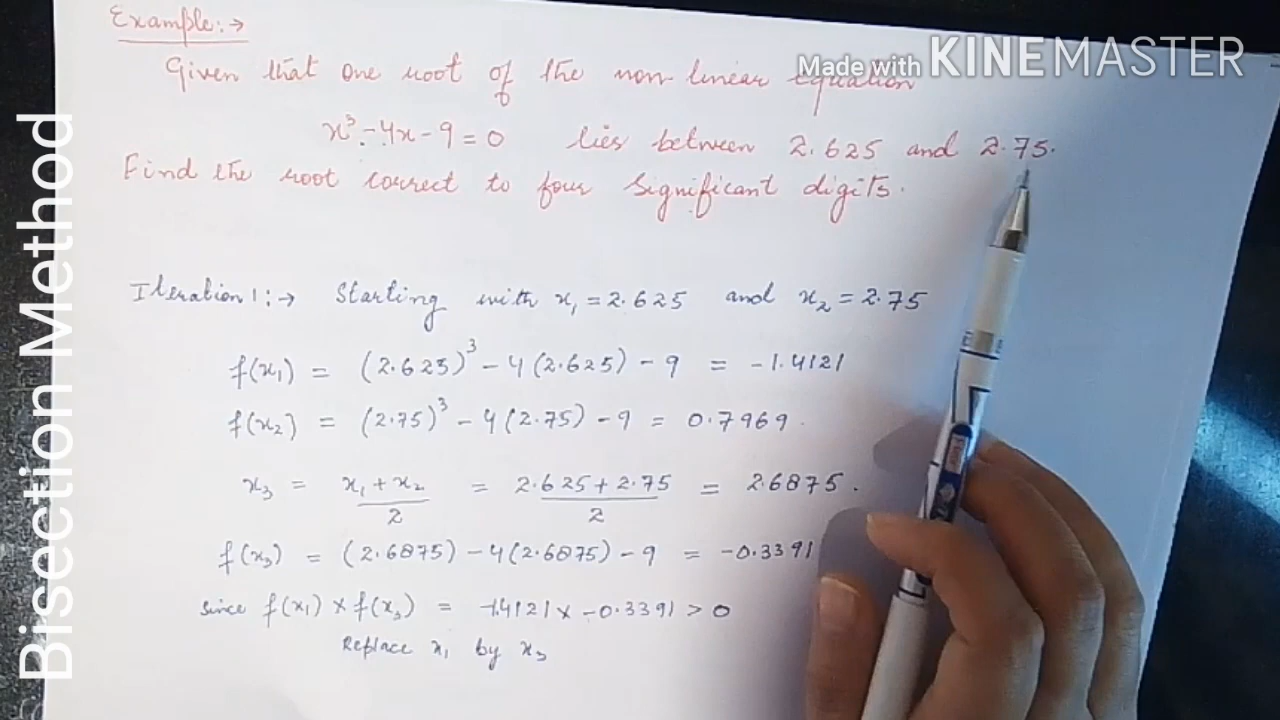 Example:→
Made with KINEMASTER
Given that one root of the non linear equation
x³ - 4x - 9 = 0 lies between 2.625 and 2.75.
Find the root correct to four significant digits.
Iteration 1:→ Starting with x₁ = 2.625 and x₂ = 2.75
f(x₁) = (2.625)³ - 4(2.625) - 9 = -1.4121
f(x₂) = (2.75)³ - 4(2.75) - 9 = 0.7969.
x₃ = (x₁ + x₂)/2 = (2.625 + 2.75)/2 = 2.6875.
f(x₃) = (2.6875) - 4(2.6875) - 9 = -0.3391
since f(x₁) × f(x₃) = -1.4121 × -0.3391 > 0
Replace x₁ by x₃
Bisection Method